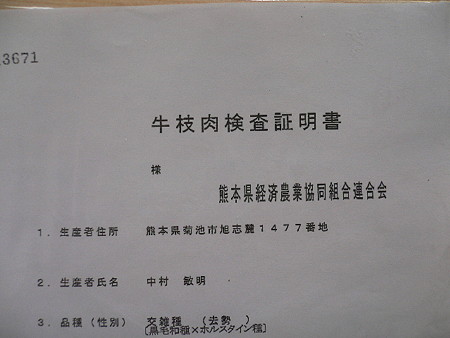 3671
牛枝肉検査証明書
様
熊本県経済農業協同組合連合会
1．生産者住所　熊本県菊池市旭志麓1477番地
2．生産者氏名　中村　敏明
3．品種（性別）　交雑種　（去勢　）
［黒毛和種×ホルスタイン種］